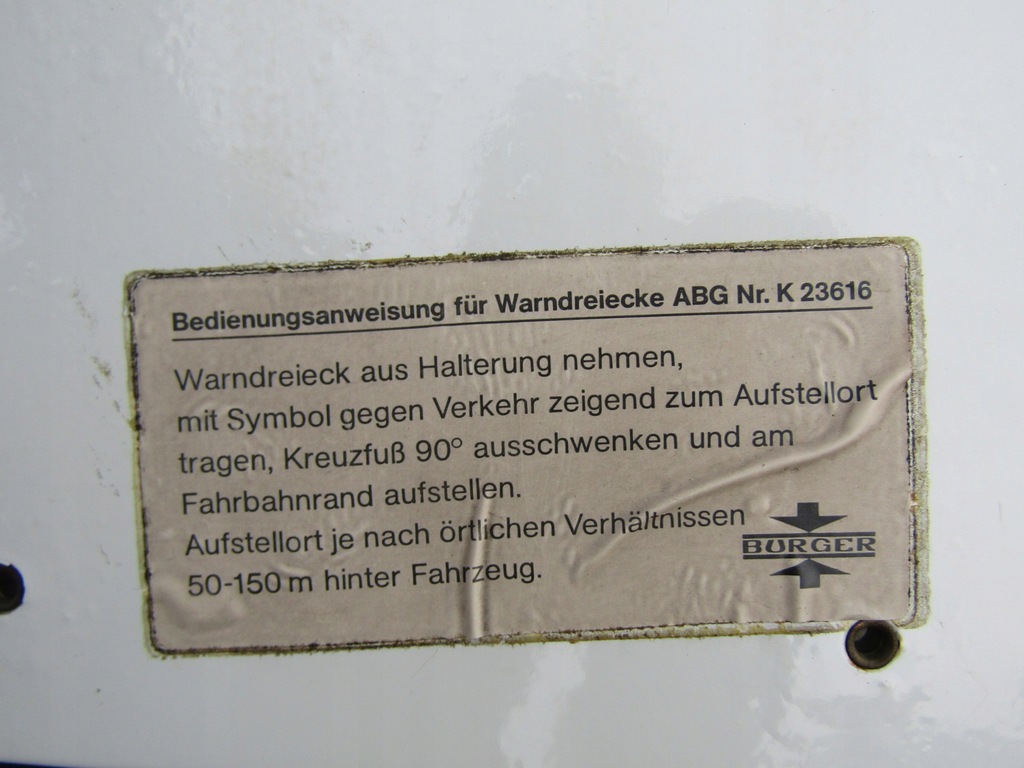 Bedienungsanweisung für Warndreiecke ABG Nr. K 23616
Warndreieck aus Halterung nehmen,
mit Symbol gegen Verkehr zeigend zum Aufstellort
tragen, Kreuzfuß 90° ausschwenken und am
Fahrbahnrand aufstellen.
Aufstellort je nach örtlichen Verhältnissen
50-150 m hinter Fahrzeug.
BURGER